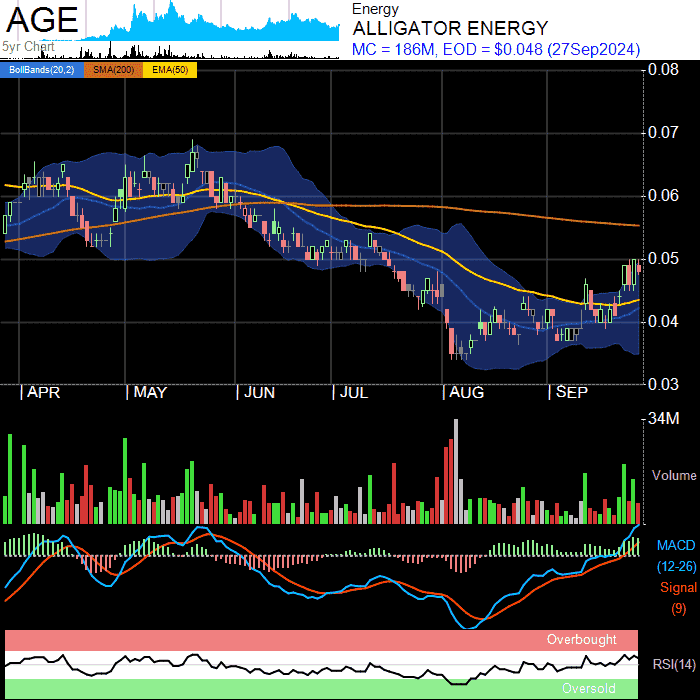 AGE
5yr Chart
Energy
ALLIGATOR ENERGY
MC = 186M, EOD = $0.048 (27Sep2024)
BollBands(20,2) SMA(200) EMA(50)
0.08
0.07
0.06
0.05
0.04
0.03
APR MAY JUN JUL AUG SEP
34M
Volume
MACD
(12-26)
Signal
(9)
Overbought
RSI(14)
Oversold